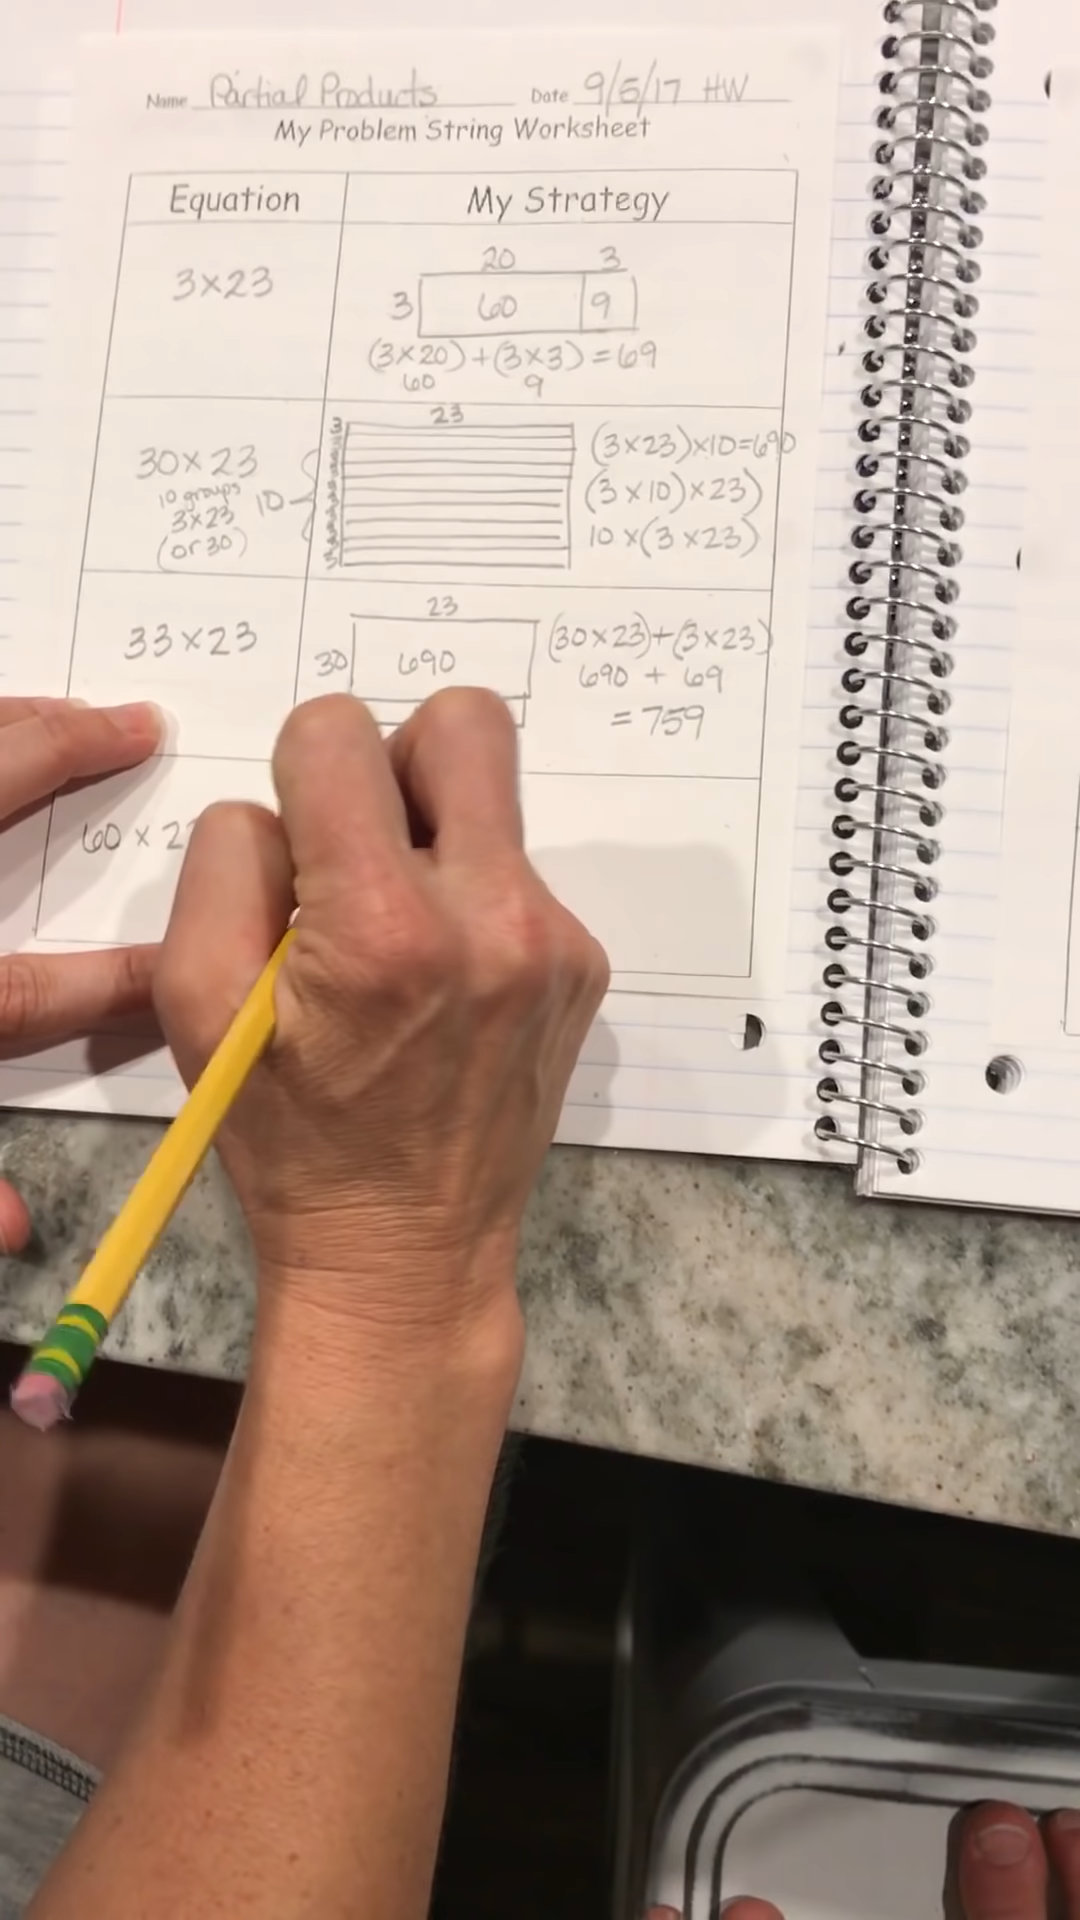 Name Partial Products Date 9/5/17 HW
My Problem String Worksheet
Equation My Strategy
3×23
20 3
3 60 9
(3×20)+(3×3)=69
60 9
30×23
10 groups
3×23
(or 30)
23
10
(3×23)×10=690
(3×10)×23)
10×(3×23)
33×23
23
30 690
(30×23)+(3×23)
690 + 69
=759
60 × 2